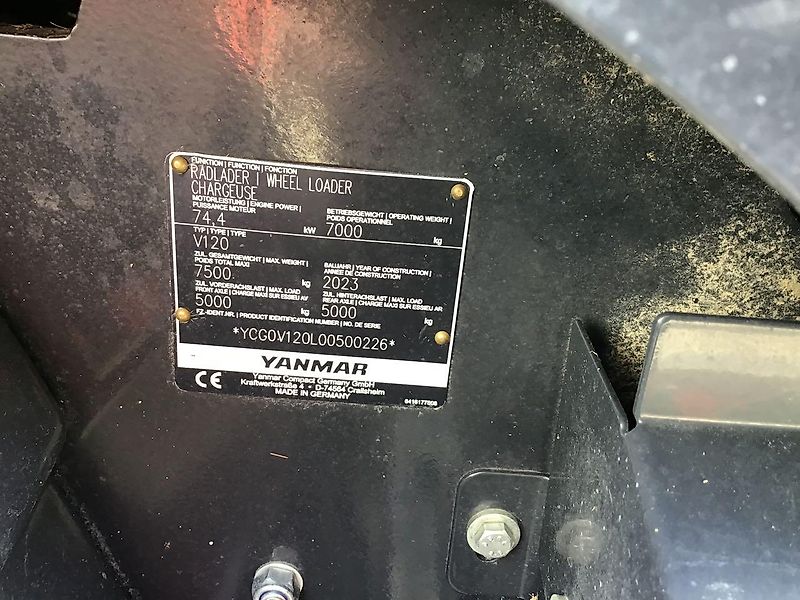 FUNKTION | FUNCTION | FONCTION
RADLADER | WHEEL LOADER
CHARGEUSE
MOTORLEISTUNG | ENGINE POWER |
PUISSANCE MOTEUR
74,4 kW
BETRIEBSGEWICHT | OPERATING WEIGHT |
POIDS OPERATIONNEL
7000 kg
TYP | TYPE | TYPE
V120
ZUL. GESAMTGEWICHT | MAX. WEIGHT |
POIDS TOTAL MAXI
7500 kg
BAUJAHR | YEAR OF CONSTRUCTION |
ANNEE DE CONSTRUCTION
2023
ZUL. VORDERACHSLAST | MAX. LOAD
FRONT AXLE | CHARGE MAXI SUR ESSIEU AV
5000 kg
ZUL. HINTERACHSLAST | MAX. LOAD
REAR AXLE | CHARGE MAXI SUR ESSIEU AR
5000 kg
FZ.-IDENT.NR. | PRODUCT IDENTIFICATION NUMBER | NO. DE SERIE
*YCG0V120L00500226*
YANMAR
CE
Yanmar Compact Germany GmbH
Kraftwerkstraße 4 • D-74564 Crailsheim
MADE IN GERMANY